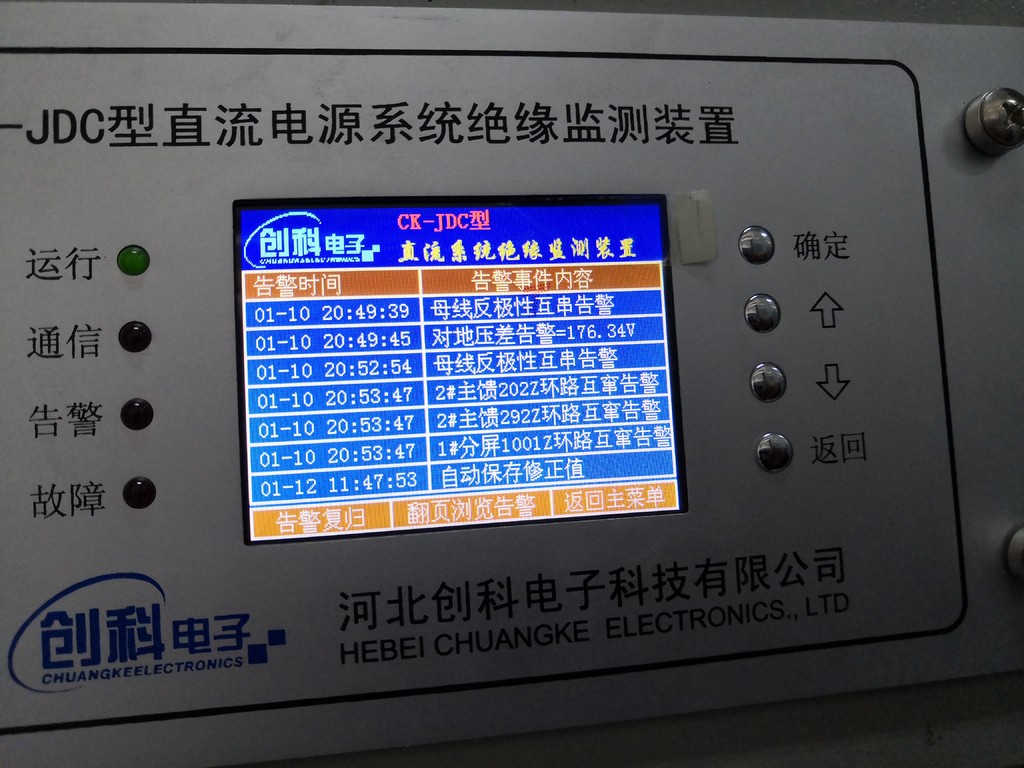 -JDC型直流电源系统绝缘监测装置
创科电子
CHUANGKEELECTRONICS
CK-JDC型
直流系统绝缘监测装置
告警时间 告警事件内容
01-10 20:49:39 母线反极性互串告警
01-10 20:49:45 对地压差告警=176.34V
01-10 20:52:54 母线反极性互串告警
01-10 20:53:47 2#主馈202Z环路互窜告警
01-10 20:53:47 2#主馈292Z环路互窜告警
01-10 20:53:47 1#分屏1001Z环路互窜告警
01-12 11:47:53 自动保存修正值
告警复归 翻页浏览告警 返回主菜单
运行
通信
告警
故障
确定
返回
创科电子
CHUANGKEELECTRONICS
河北创科电子科技有限公司
HEBEI CHUANGKE ELECTRONICS., LTD